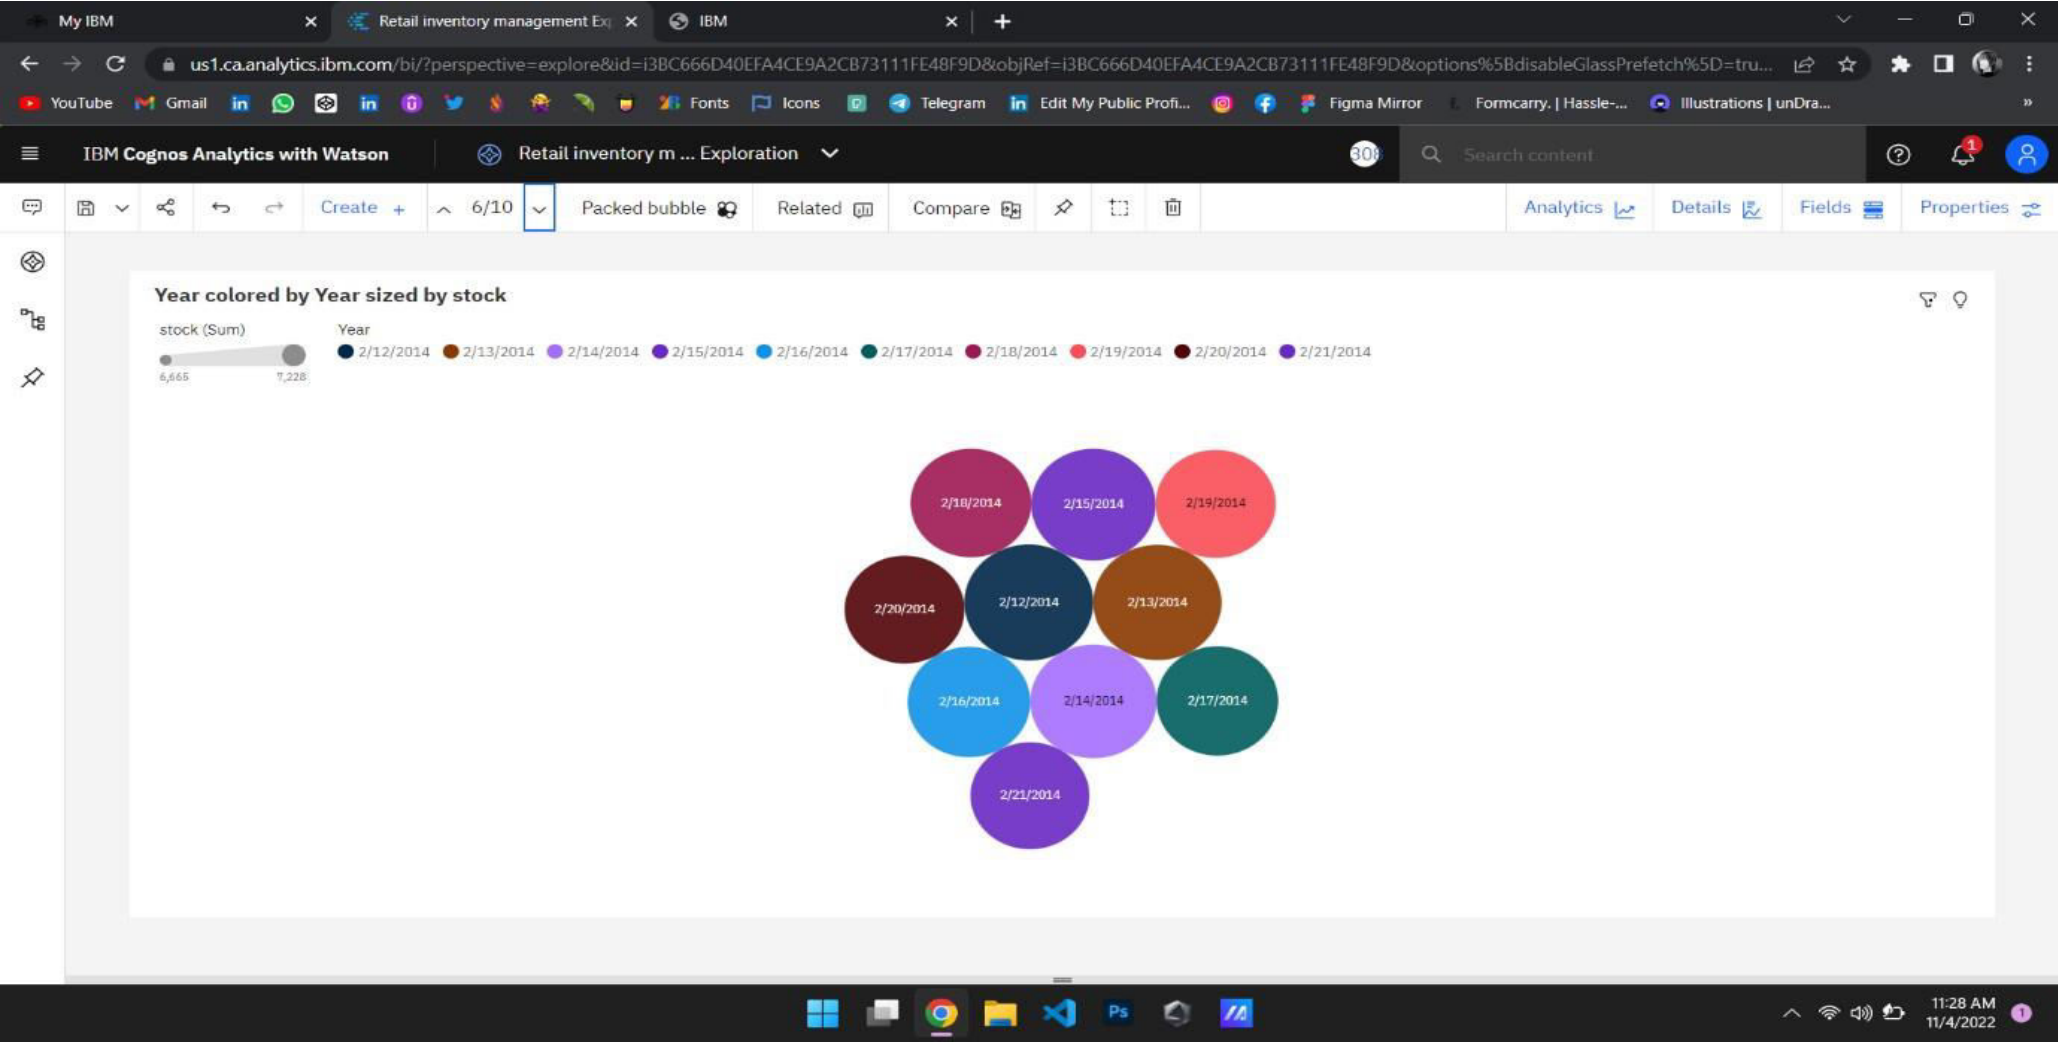 My IBM
Retail inventory management Ex
IBM
us1.ca.analytics.ibm.com/bi/?perspective=explore&id=i3BC666D40EFA4CE9A2CB73111FE48F9D&objRef=i3BC666D40EFA4CE9A2CB73111FE48F9D&options%5BdisableGlassPrefetch%5D=tru...
YouTube Gmail Fonts Icons Telegram Edit My Public Profi... Figma Mirror Formcarry. | Hassle-... Illustrations | unDra...
IBM Cognos Analytics with Watson Retail inventory m ... Exploration 308 Search content 1
Create + 6/10 Packed bubble Related Compare Analytics Details Fields Properties
Year colored by Year sized by stock
stock (Sum) Year
2/12/2014 2/13/2014 2/14/2014 2/15/2014 2/16/2014 2/17/2014 2/18/2014 2/19/2014 2/20/2014 2/21/2014
6,665 7,228
2/18/2014 2/15/2014 2/19/2014
2/20/2014 2/12/2014 2/13/2014
2/16/2014 2/14/2014 2/17/2014
2/21/2014
Ps
11:28 AM
11/4/2022
1